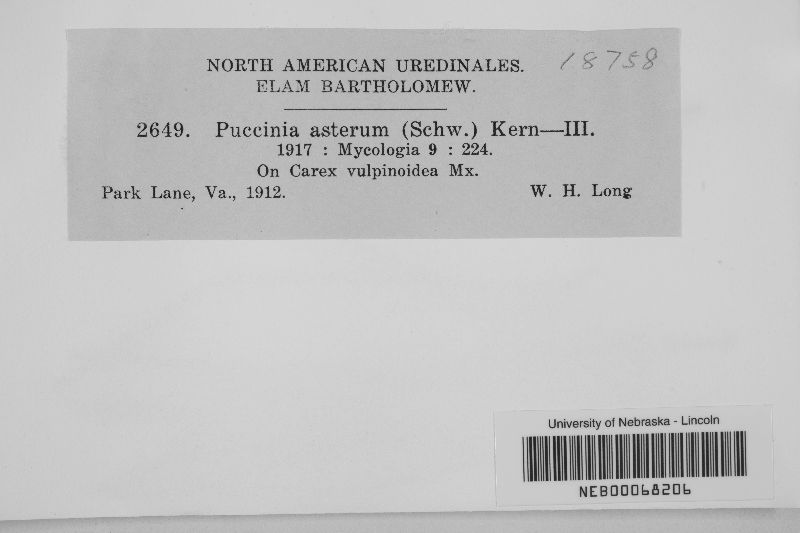 NORTH AMERICAN UREDINALES. 18758
ELAM BARTHOLOMEW.
2649. Puccinia asterum (Schw.) Kern—III.
1917 : Mycologia 9 : 224.
On Carex vulpinoidea Mx.
Park Lane, Va., 1912. W. H. Long
University of Nebraska - Lincoln
NEB00068206